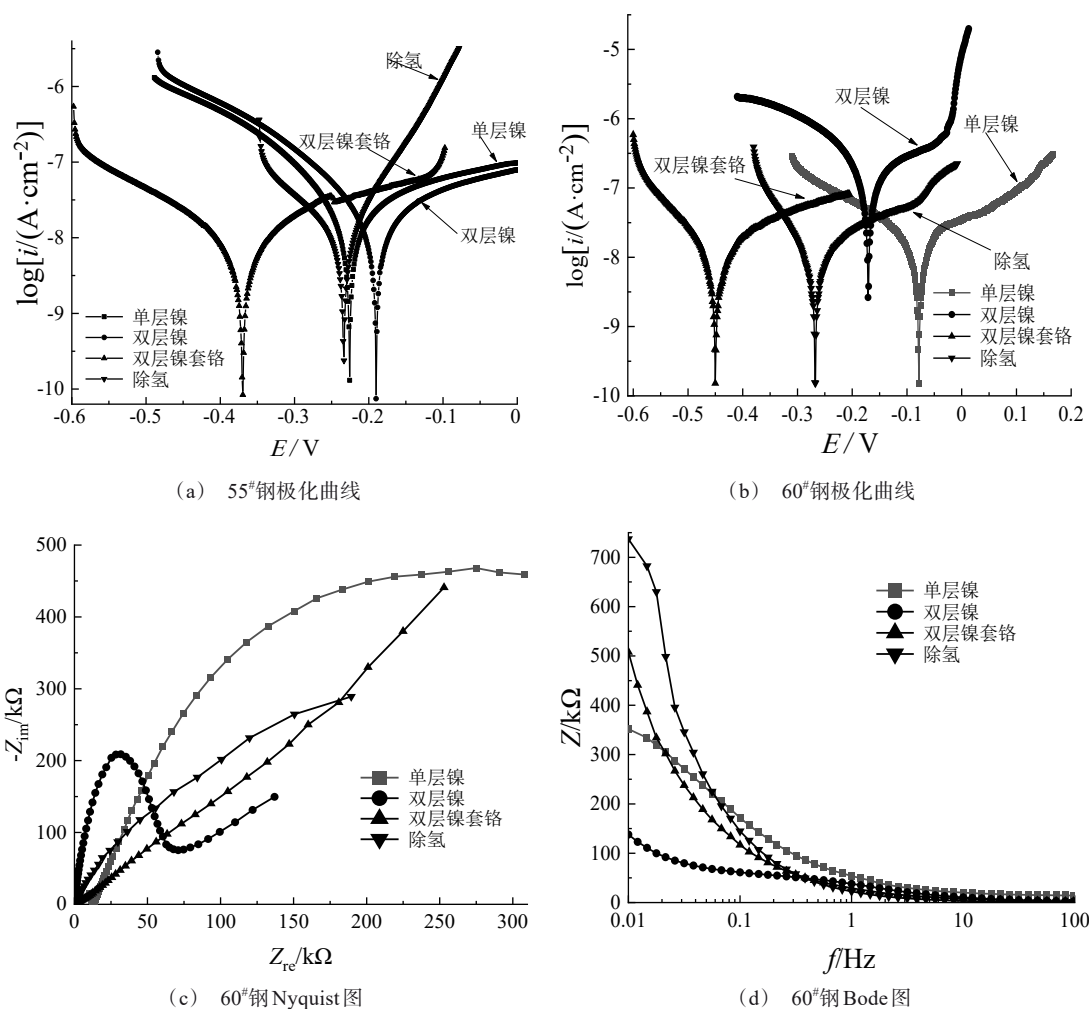 log[i/(A·cm⁻²)]
-6
-7
-8
-9
-10
-0.6
-0.5
-0.4
-0.3
-0.2
-0.1
0
E/V
除氢
双层镍套铬
单层镍
双层镍
单层镍
双层镍
双层镍套铬
除氢
(a) 55#钢极化曲线
log[i/(A·cm⁻²)]
-5
-6
-7
-8
-9
-10
-0.6
-0.5
-0.4
-0.3
-0.2
-0.1
0
0.1
0.2
E/V
双层镍
单层镍
双层镍套铬
除氢
单层镍
双层镍
双层镍套铬
除氢
(b) 60#钢极化曲线
-Zim/kΩ
500
400
300
200
100
0
0
50
100
150
200
250
300
Zre/kΩ
单层镍
双层镍
双层镍套铬
除氢
(c) 60#钢Nyquist图
Z/kΩ
700
650
600
500
450
400
350
300
250
200
150
100
50
0
0.01
0.1
1
10
100
f/Hz
单层镍
双层镍
双层镍套铬
除氢
(d) 60#钢Bode图